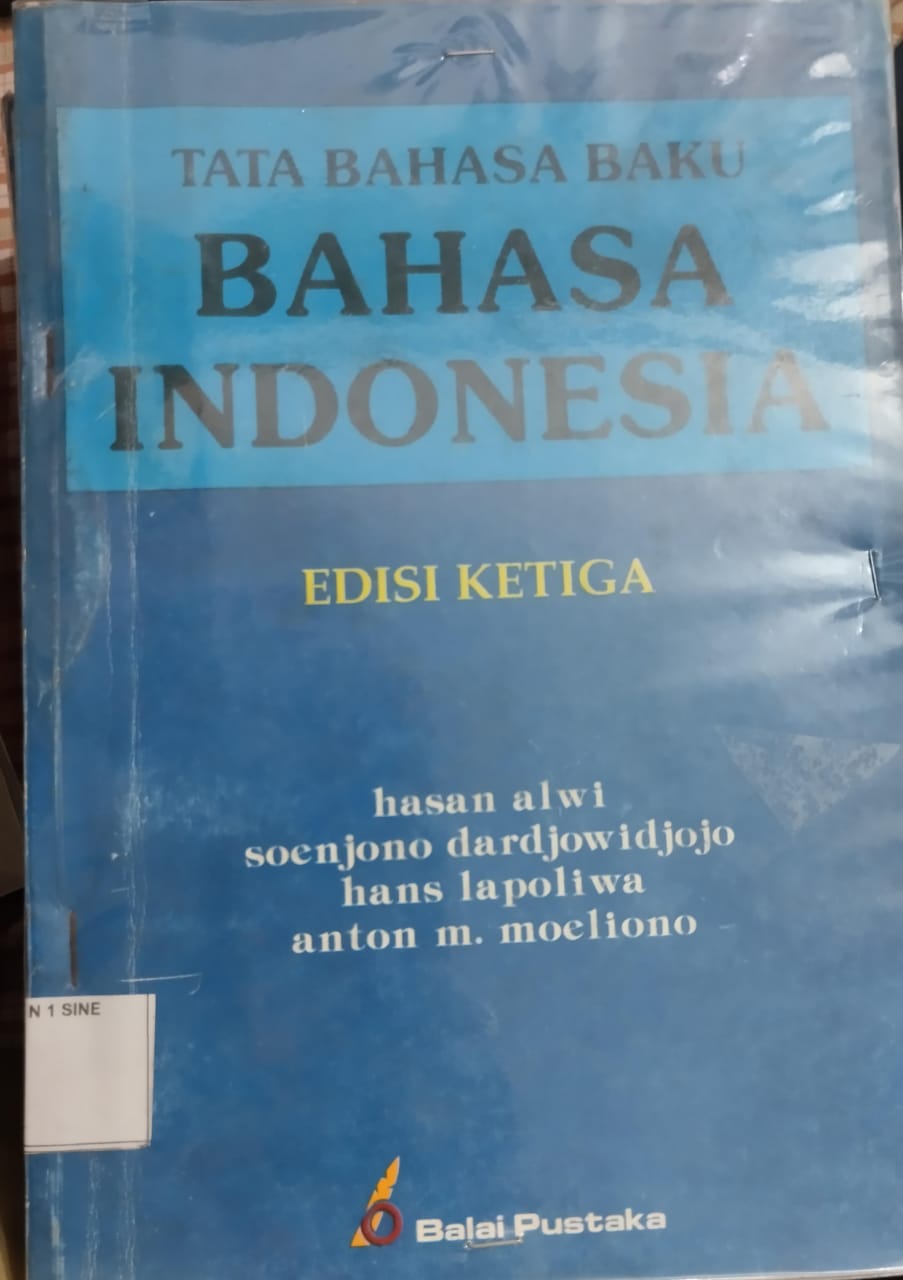 TATA BAHASA BAKU
BAHASA
INDONESIA
EDISI KETIGA
hasan alwi
soenjono dardjowidjojo
hans lapoliwa
anton m. moeliono
N 1 SINE
Balai Pustaka